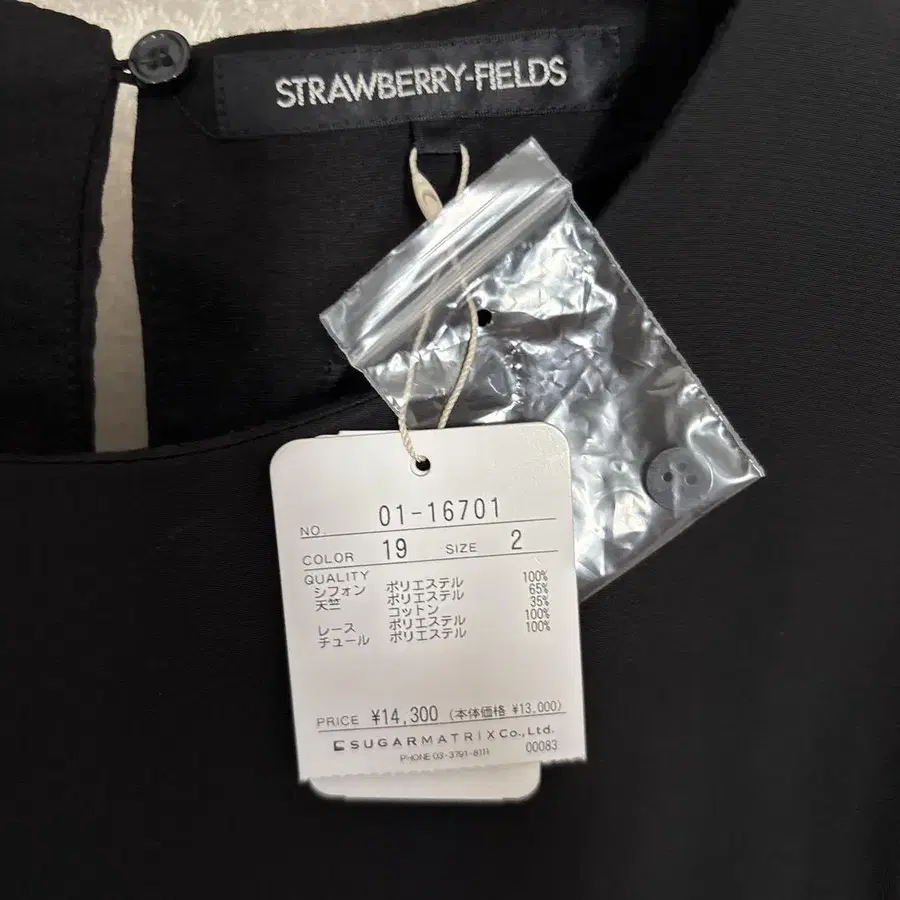 STRAWBERRY-FIELDS
NO. 01-16701
COLOR 19 SIZE 2
QUALITY
シフォン ポリエステル 100%
天竺 ポリエステル 65%
コットン 35%
レース ポリエステル 100%
チュール ポリエステル 100%
PRICE ¥14,300 (本体価格 ¥13,000)
SUGARMATRIX Co., Ltd.
PHONE 03-3791-8111 00083